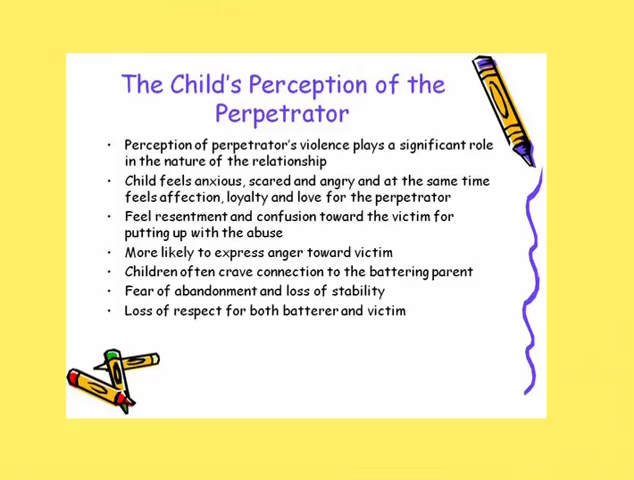 The Child's Perception of the
Perpetrator
• Perception of perpetrator's violence plays a significant role
in the nature of the relationship
• Child feels anxious, scared and angry and at the same time
feels affection, loyalty and love for the perpetrator
• Feel resentment and confusion toward the victim for
putting up with the abuse
• More likely to express anger toward victim
• Children often crave connection to the battering parent
• Fear of abandonment and loss of stability
• Loss of respect for both batterer and victim